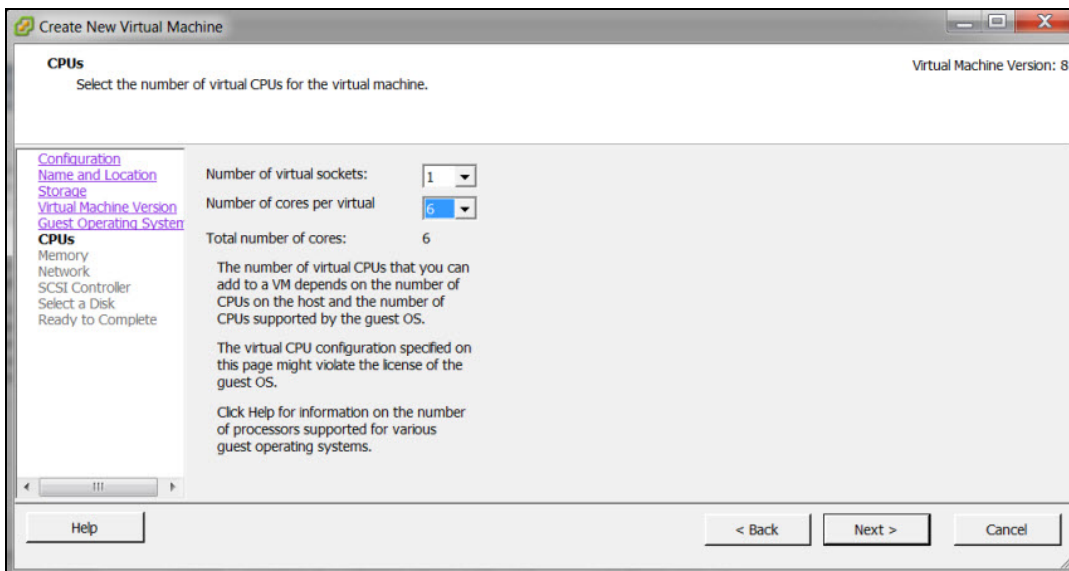 Create New Virtual Machine
CPUs
Select the number of virtual CPUs for the virtual machine.
Virtual Machine Version: 8
Configuration
Name and Location
Storage
Virtual Machine Version
Guest Operating System
CPUs
Memory
Network
SCSI Controller
Select a Disk
Ready to Complete
Number of virtual sockets: 1
Number of cores per virtual 6
Total number of cores: 6
The number of virtual CPUs that you can
add to a VM depends on the number of
CPUs on the host and the number of
CPUs supported by the guest OS.
The virtual CPU configuration specified on
this page might violate the license of the
guest OS.
Click Help for information on the number
of processors supported for various
guest operating systems.
Help
< Back
Next >
Cancel